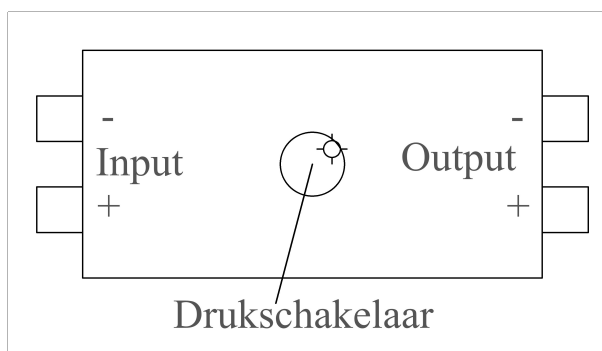 - -
Input Output
+ +
Drukschakelaar